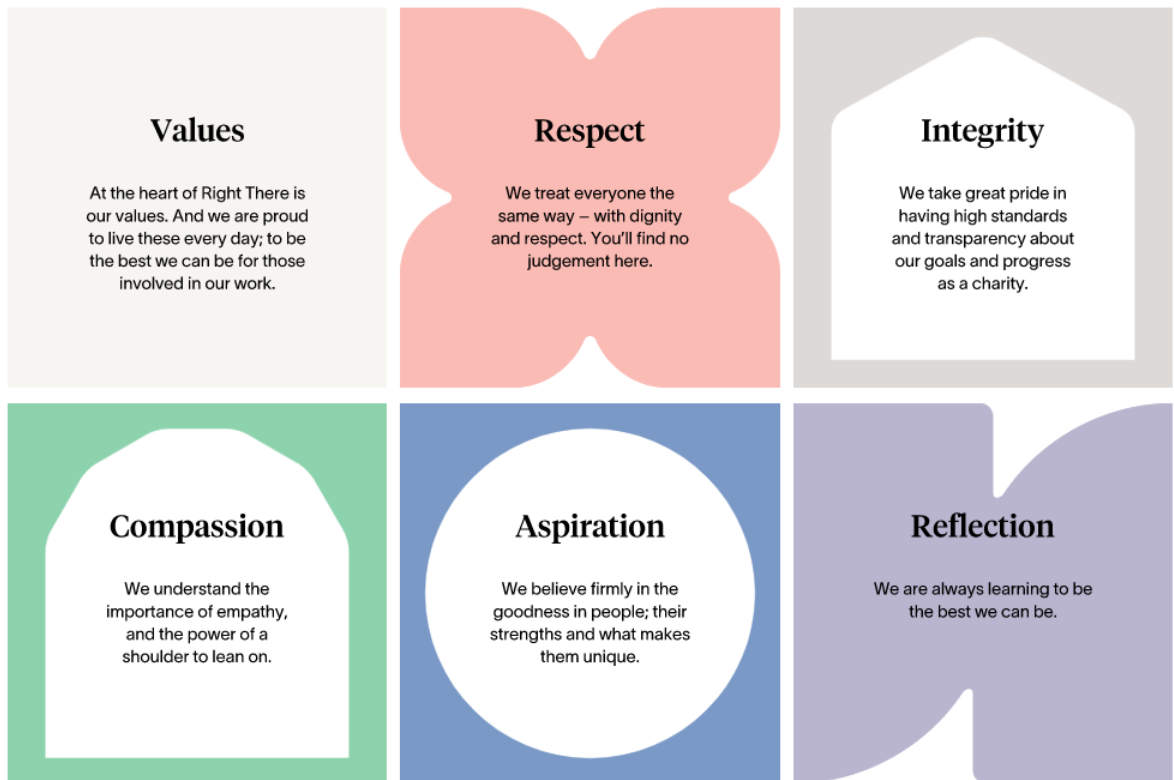 Values
At the heart of Right There is
our values. And we are proud
to live these every day; to be
the best we can be for those
involved in our work.
Respect
We treat everyone the
same way – with dignity
and respect. You’ll find no
judgement here.
Integrity
We take great pride in
having high standards
and transparency about
our goals and progress
as a charity.
Compassion
We understand the
importance of empathy,
and the power of a
shoulder to lean on.
Aspiration
We believe firmly in the
goodness in people; their
strengths and what makes
them unique.
Reflection
We are always learning to be
the best we can be.